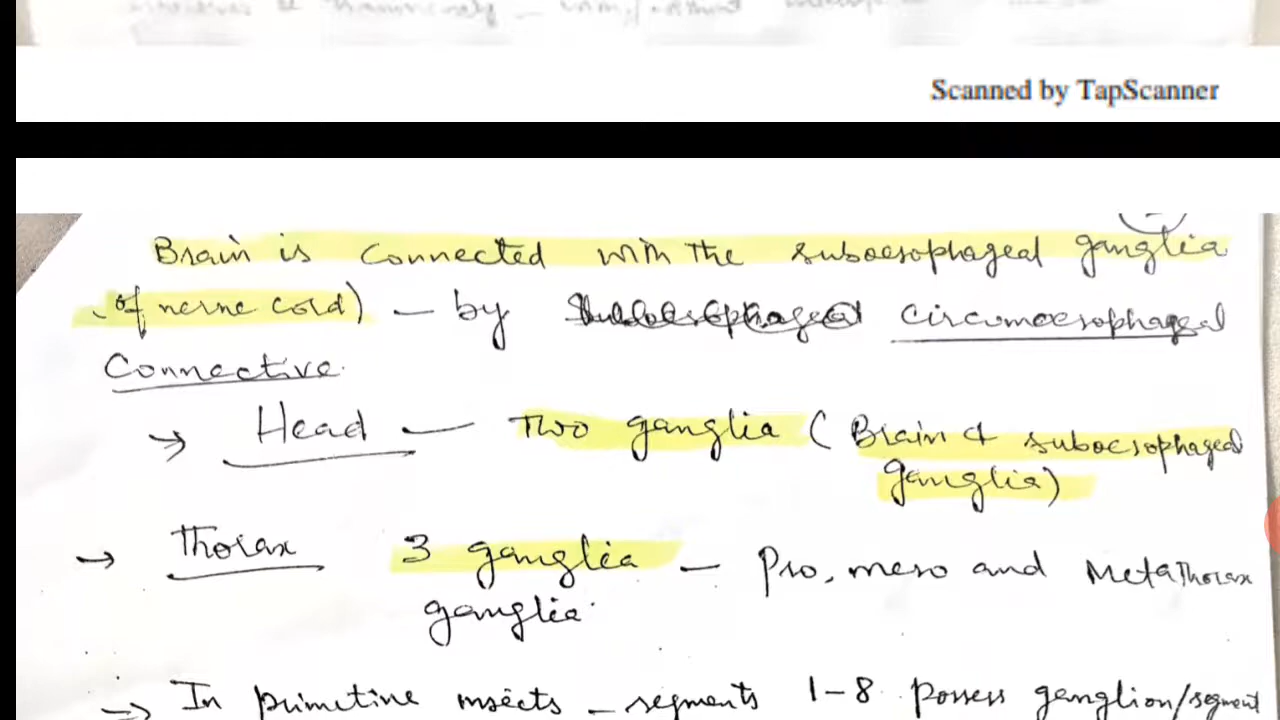 Scanned by TapScanner
Brain is connected with the suboesophageal ganglia
of nerve cord) — by circumoesophageal
Connective.
→ Head — Two ganglia ( Brain & suboesophageal
ganglia)
→ Thorax 3 ganglia — Pro, meso and MetaThorax
ganglia.
→ In primitine insects – segments 1–8 possess ganglion/segment